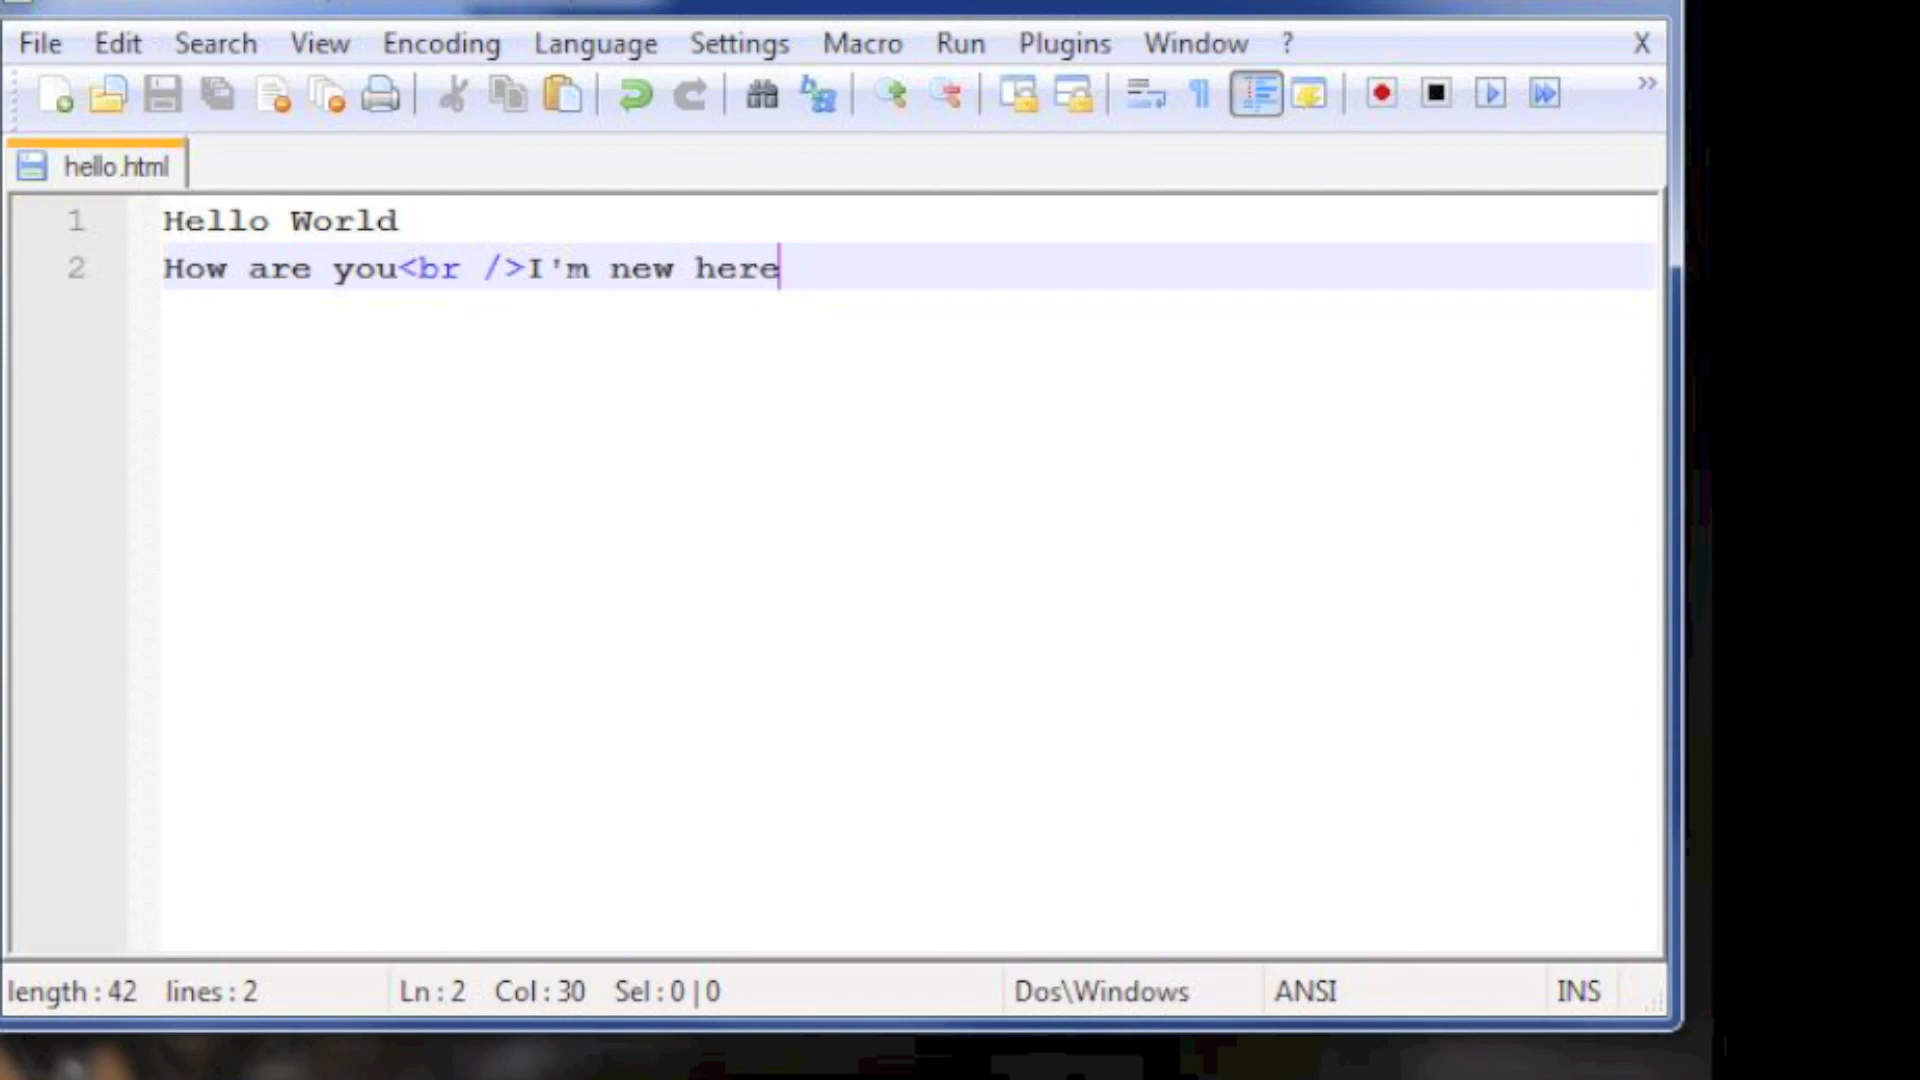 File Edit Search View Encoding Language Settings Macro Run Plugins Window ? X
hello.html
1 Hello World
2 How are you<br />I'm new here
length : 42 lines : 2 Ln : 2 Col : 30 Sel : 0 | 0 Dos\Windows ANSI INS